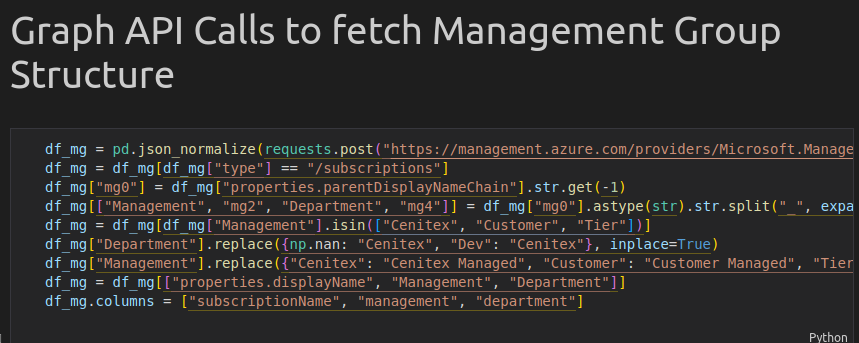 Graph API Calls to fetch Management Group
Structure
df_mg = pd.json_normalize(requests.post("https://management.azure.com/providers/Microsoft.Manage
df_mg = df_mg[df_mg["type"] == "/subscriptions"]
df_mg["mg0"] = df_mg["properties.parentDisplayNameChain"].str.get(-1)
df_mg[["Management", "mg2", "Department", "mg4"]] = df_mg["mg0"].astype(str).str.split("_", expa
df_mg = df_mg[df_mg["Management"].isin(["Cenitex", "Customer", "Tier"])]
df_mg["Department"].replace({np.nan: "Cenitex", "Dev": "Cenitex"}, inplace=True)
df_mg["Management"].replace({"Cenitex": "Cenitex Managed", "Customer": "Customer Managed", "Tier
df_mg = df_mg[["properties.displayName", "Management", "Department"]]
df_mg.columns = ["subscriptionName", "management", "department"]
Python